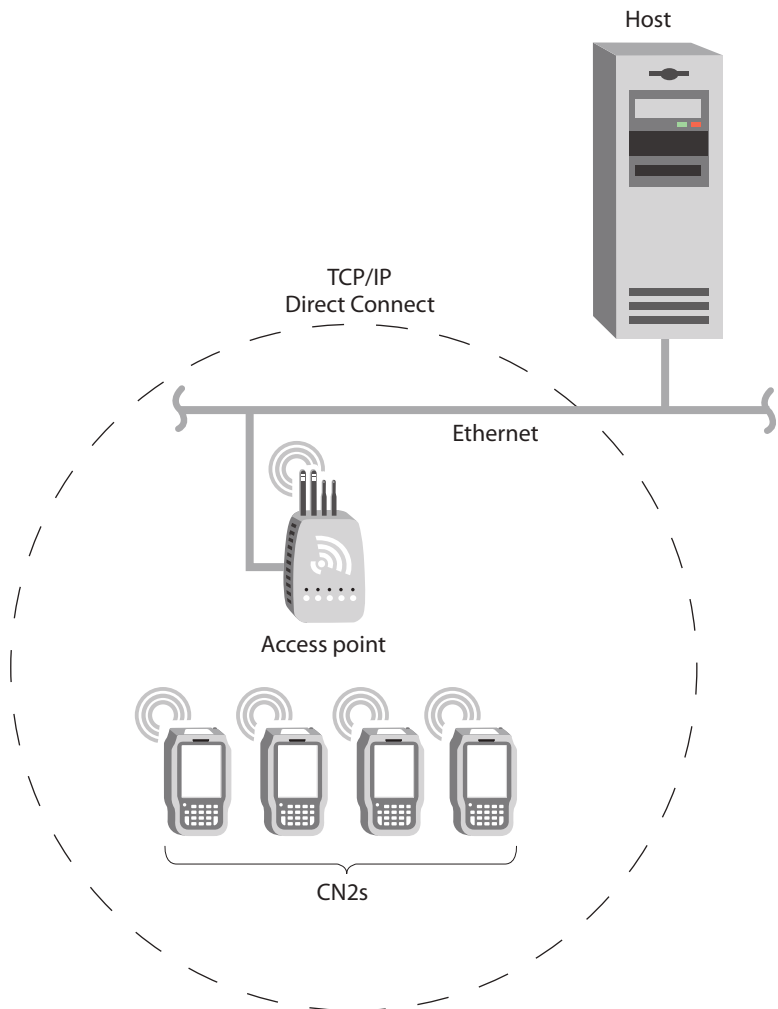 Host
TCP/IP
Direct Connect
Ethernet
Access point
CN2s